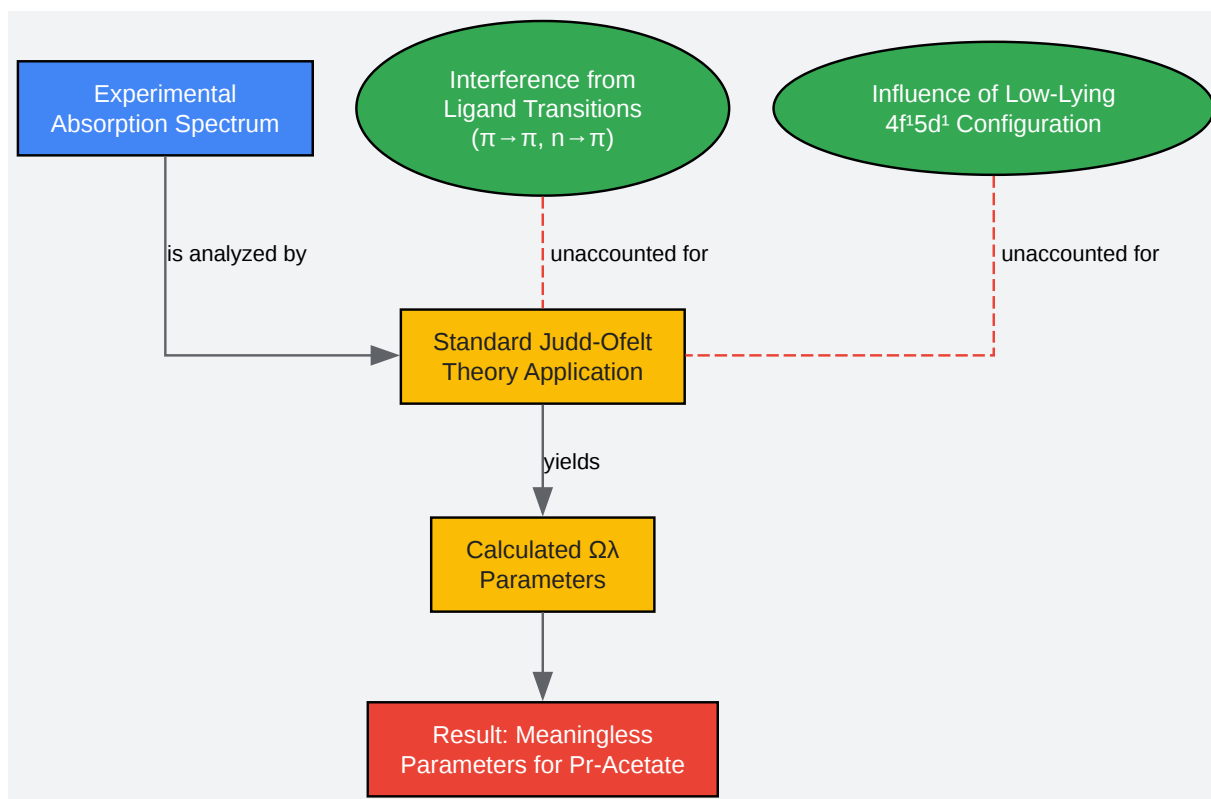 Experimental
Absorption Spectrum
Interference from
Ligand Transitions
(π→π, n→π)
Influence of Low-Lying
4f¹5d¹ Configuration
is analyzed by
unaccounted for
unaccounted for
Standard Judd-Ofelt
Theory Application
yields
Calculated Ωλ
Parameters
Result: Meaningless
Parameters for Pr-Acetate